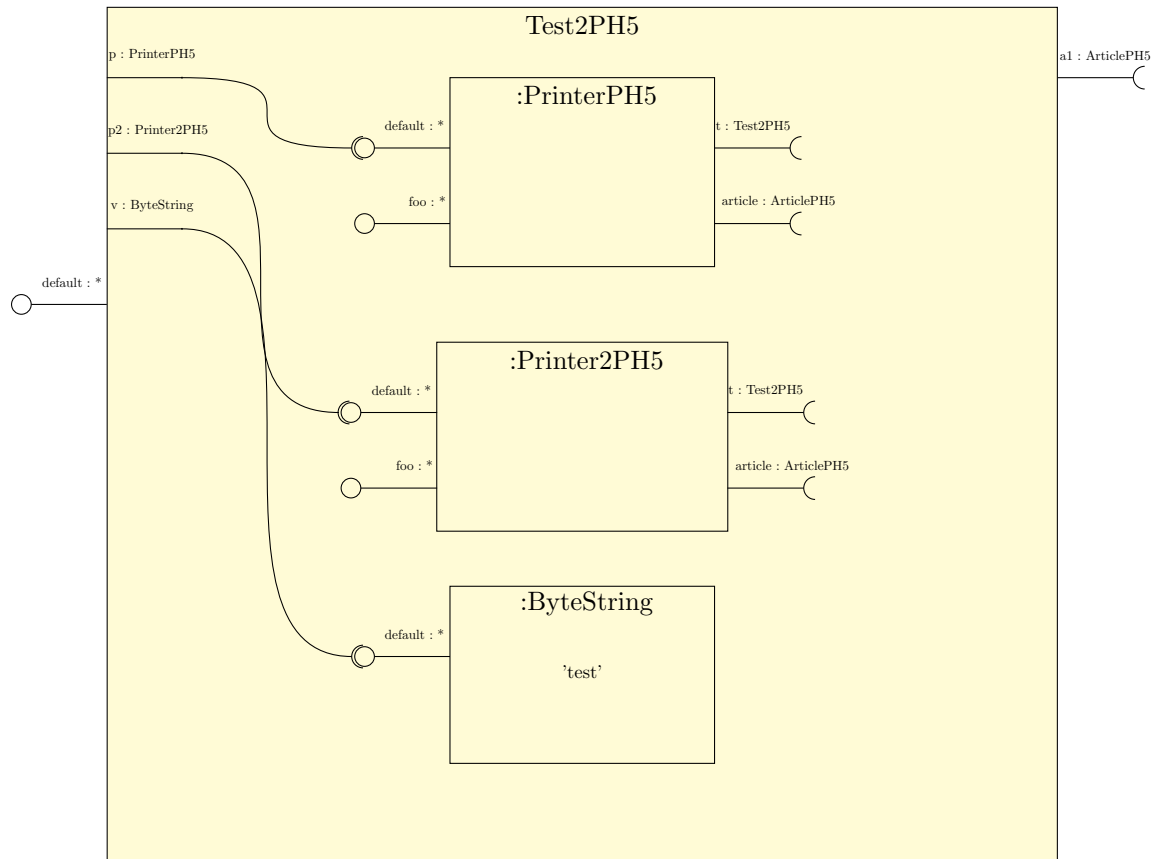 Test2PH5
p : PrinterPH5
a1 : ArticlePH5
:PrinterPH5
default : *
t : Test2PH5
p2 : Printer2PH5
foo : *
article : ArticlePH5
v : ByteString
default : *
:Printer2PH5
default : *
t : Test2PH5
foo : *
article : ArticlePH5
:ByteString
default : *
'test'